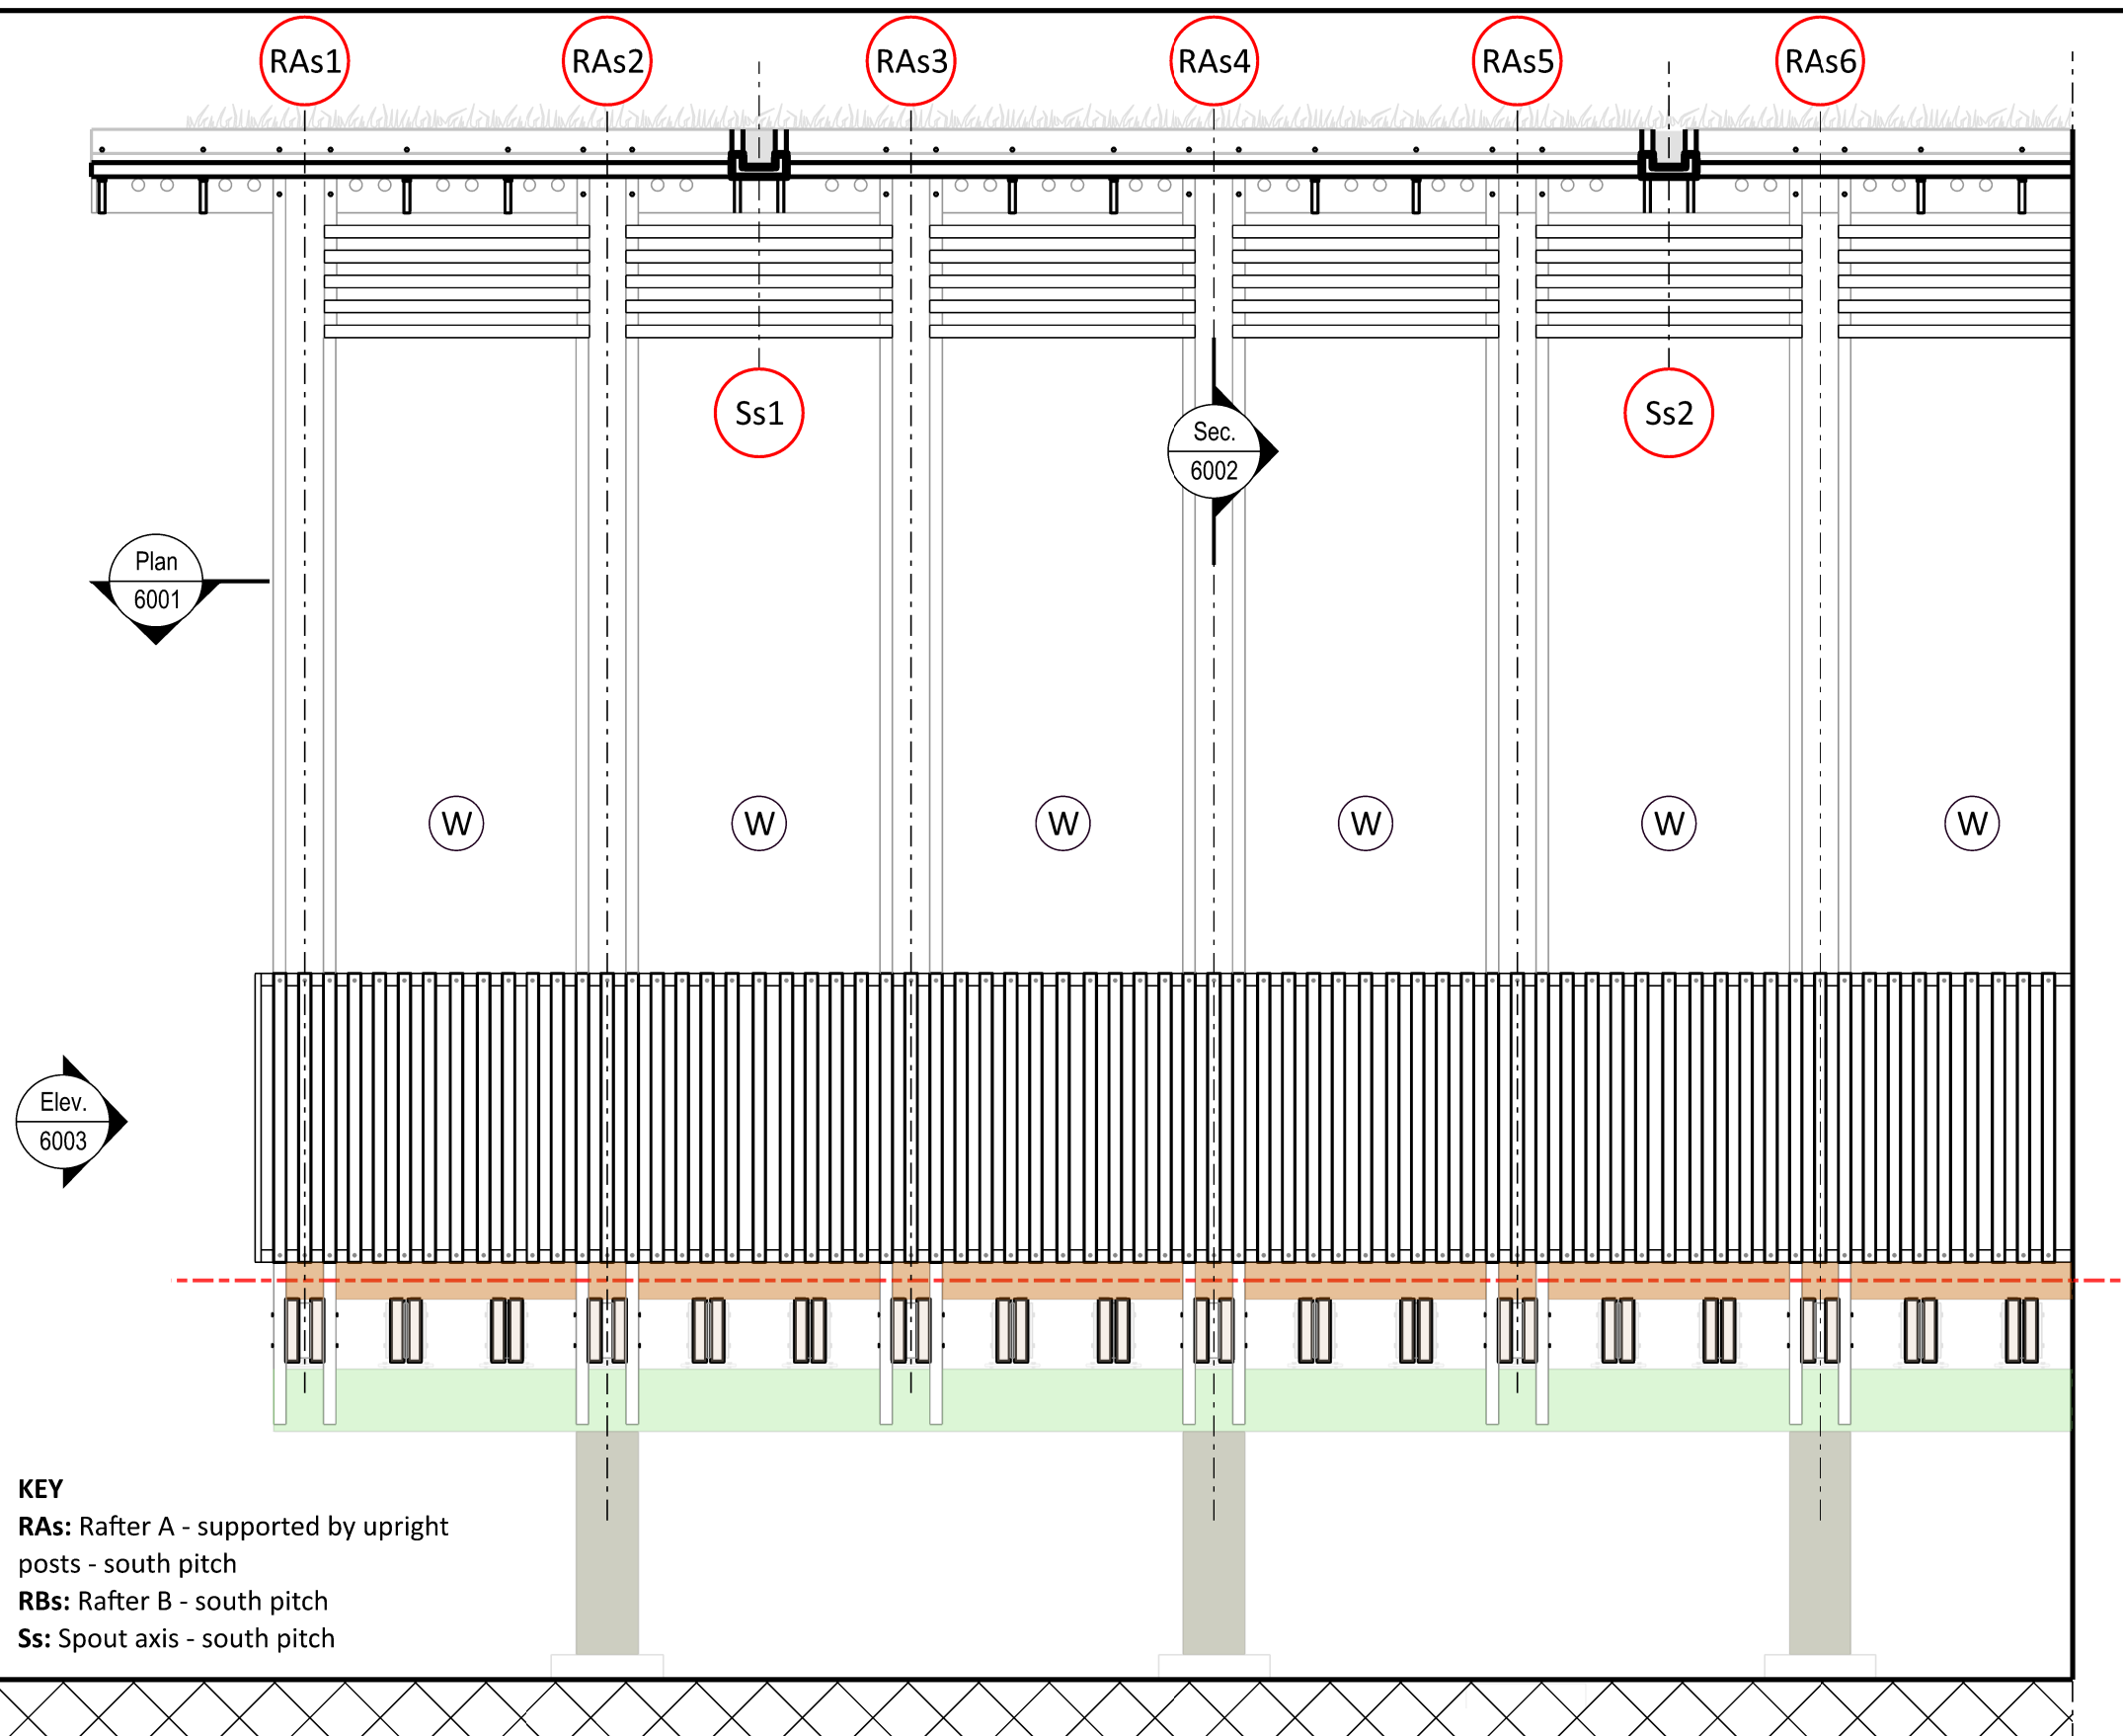 RAs1 RAs2 RAs3 RAs4 RAs5 RAs6
Ss1 Ss2
Sec.
6002
Plan
6001
W W W W W W
Elev.
6003
KEY
RAs: Rafter A - supported by upright
posts - south pitch
RBs: Rafter B - south pitch
Ss: Spout axis - south pitch